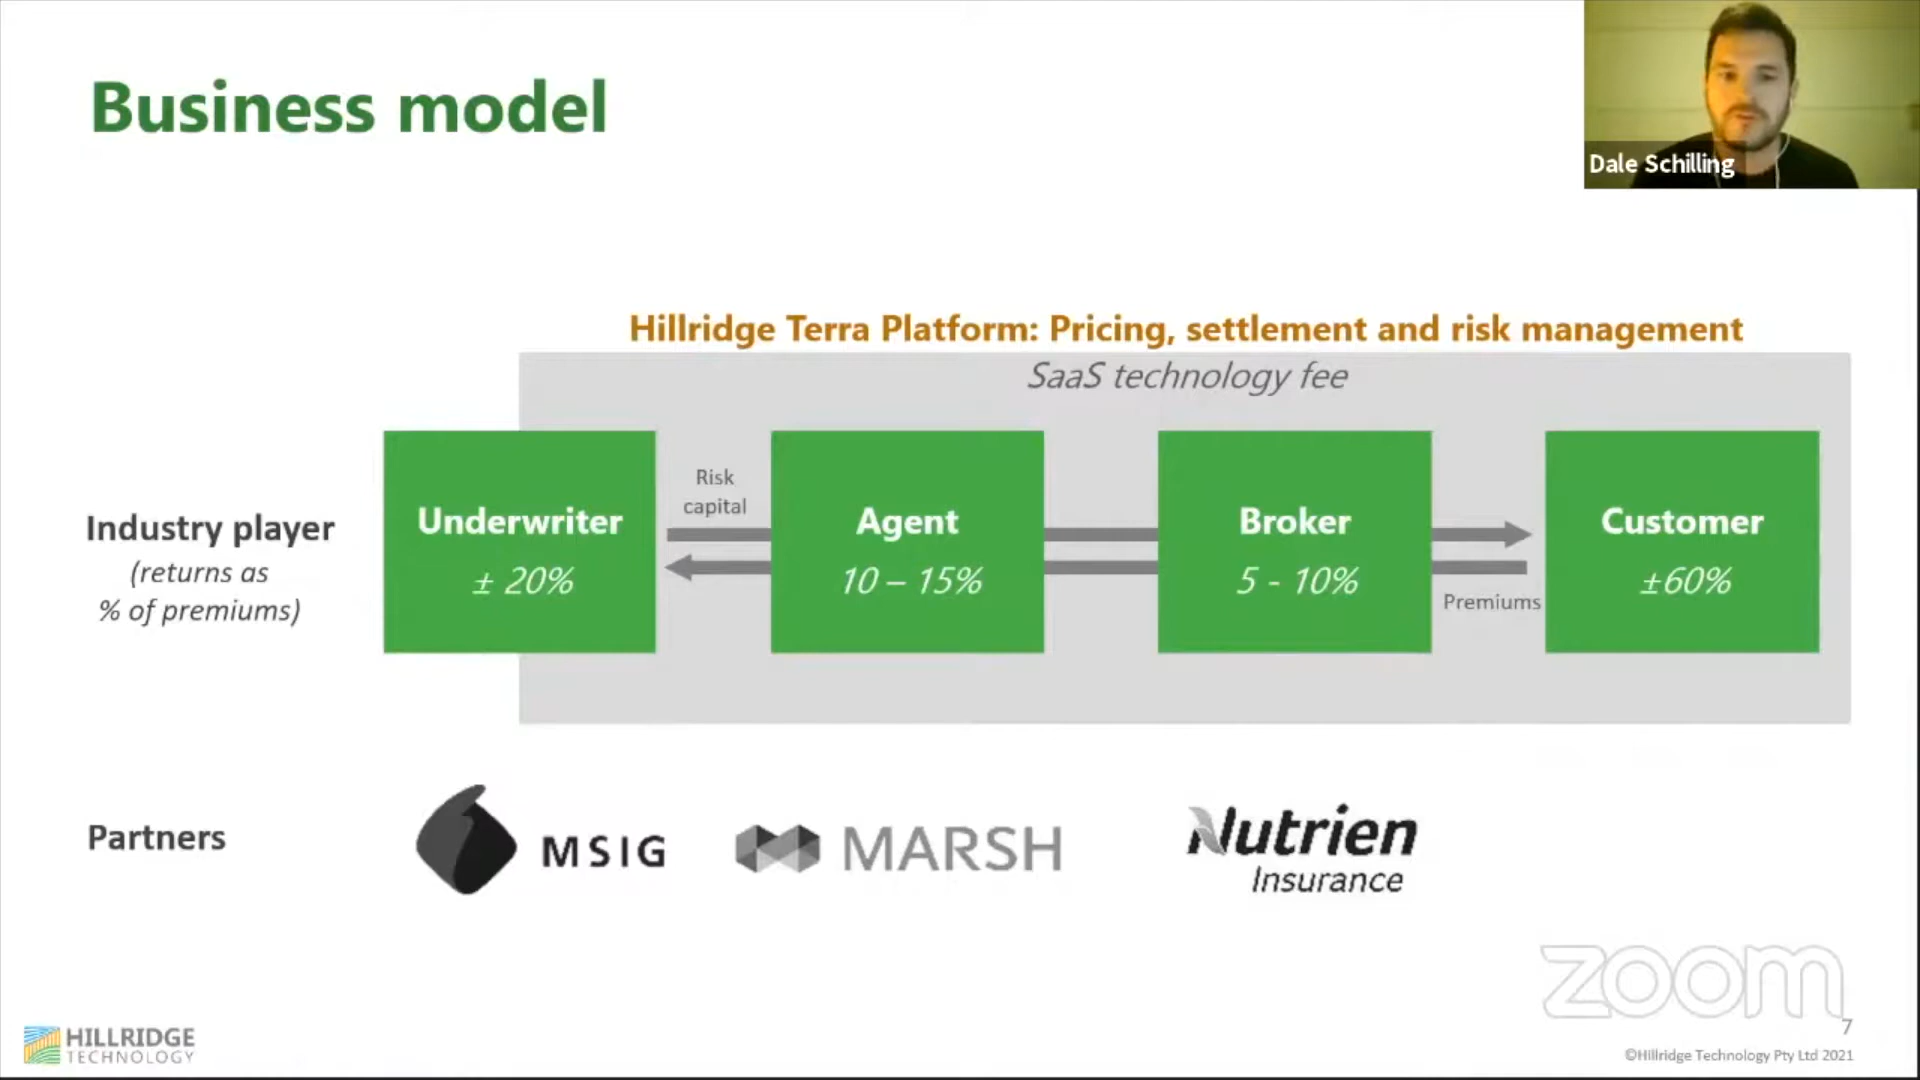 Business model
Dale Schilling
Hillridge Terra Platform: Pricing, settlement and risk management
SaaS technology fee
Industry player
(returns as
% of premiums)
Underwriter
± 20%
Risk
capital
Agent
10 – 15%
Broker
5 - 10%
Premiums
Customer
±60%
Partners
MSIG
MARSH
Nutrien
Insurance
zoom
HILLRIDGE
TECHNOLOGY
7
©Hillridge Technology Pty Ltd 2021